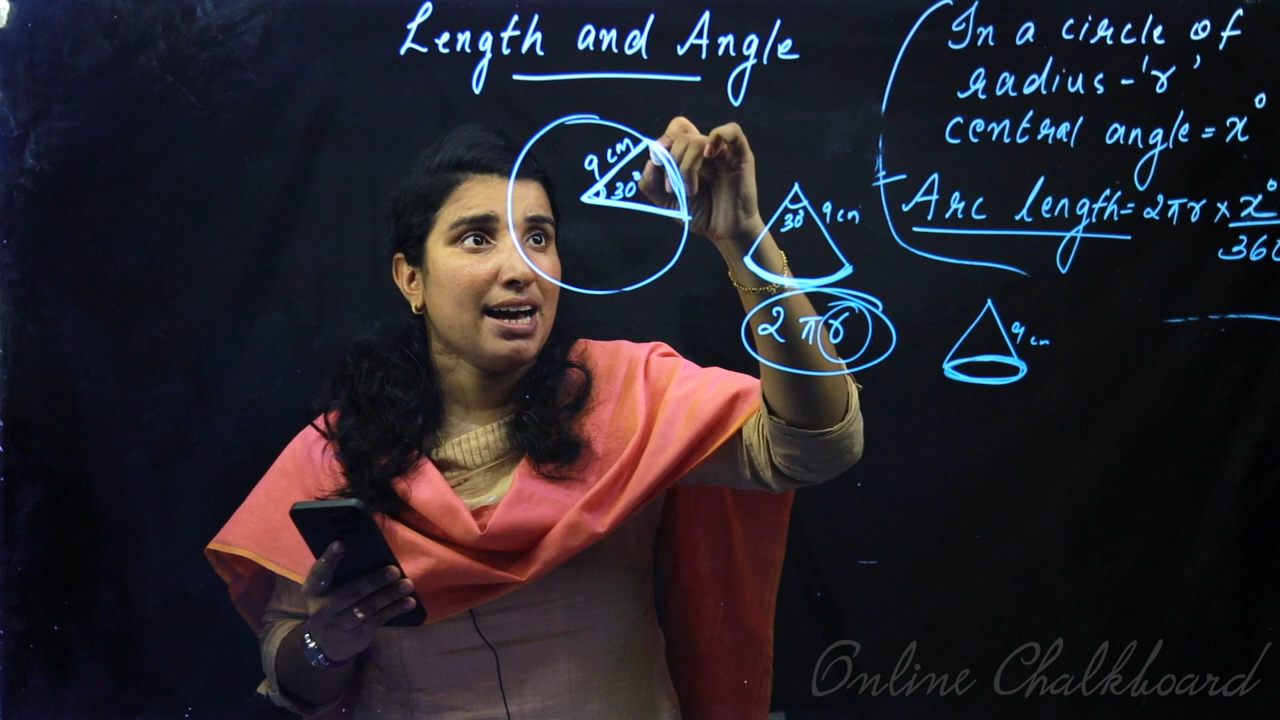 Length and Angle
9 cm
30°
30°
9 cm
2πr
In a circle of
radius - 'r'
central angle = x°
Arc length = 2πr × x°
360
9 cm
Online Chalkboard